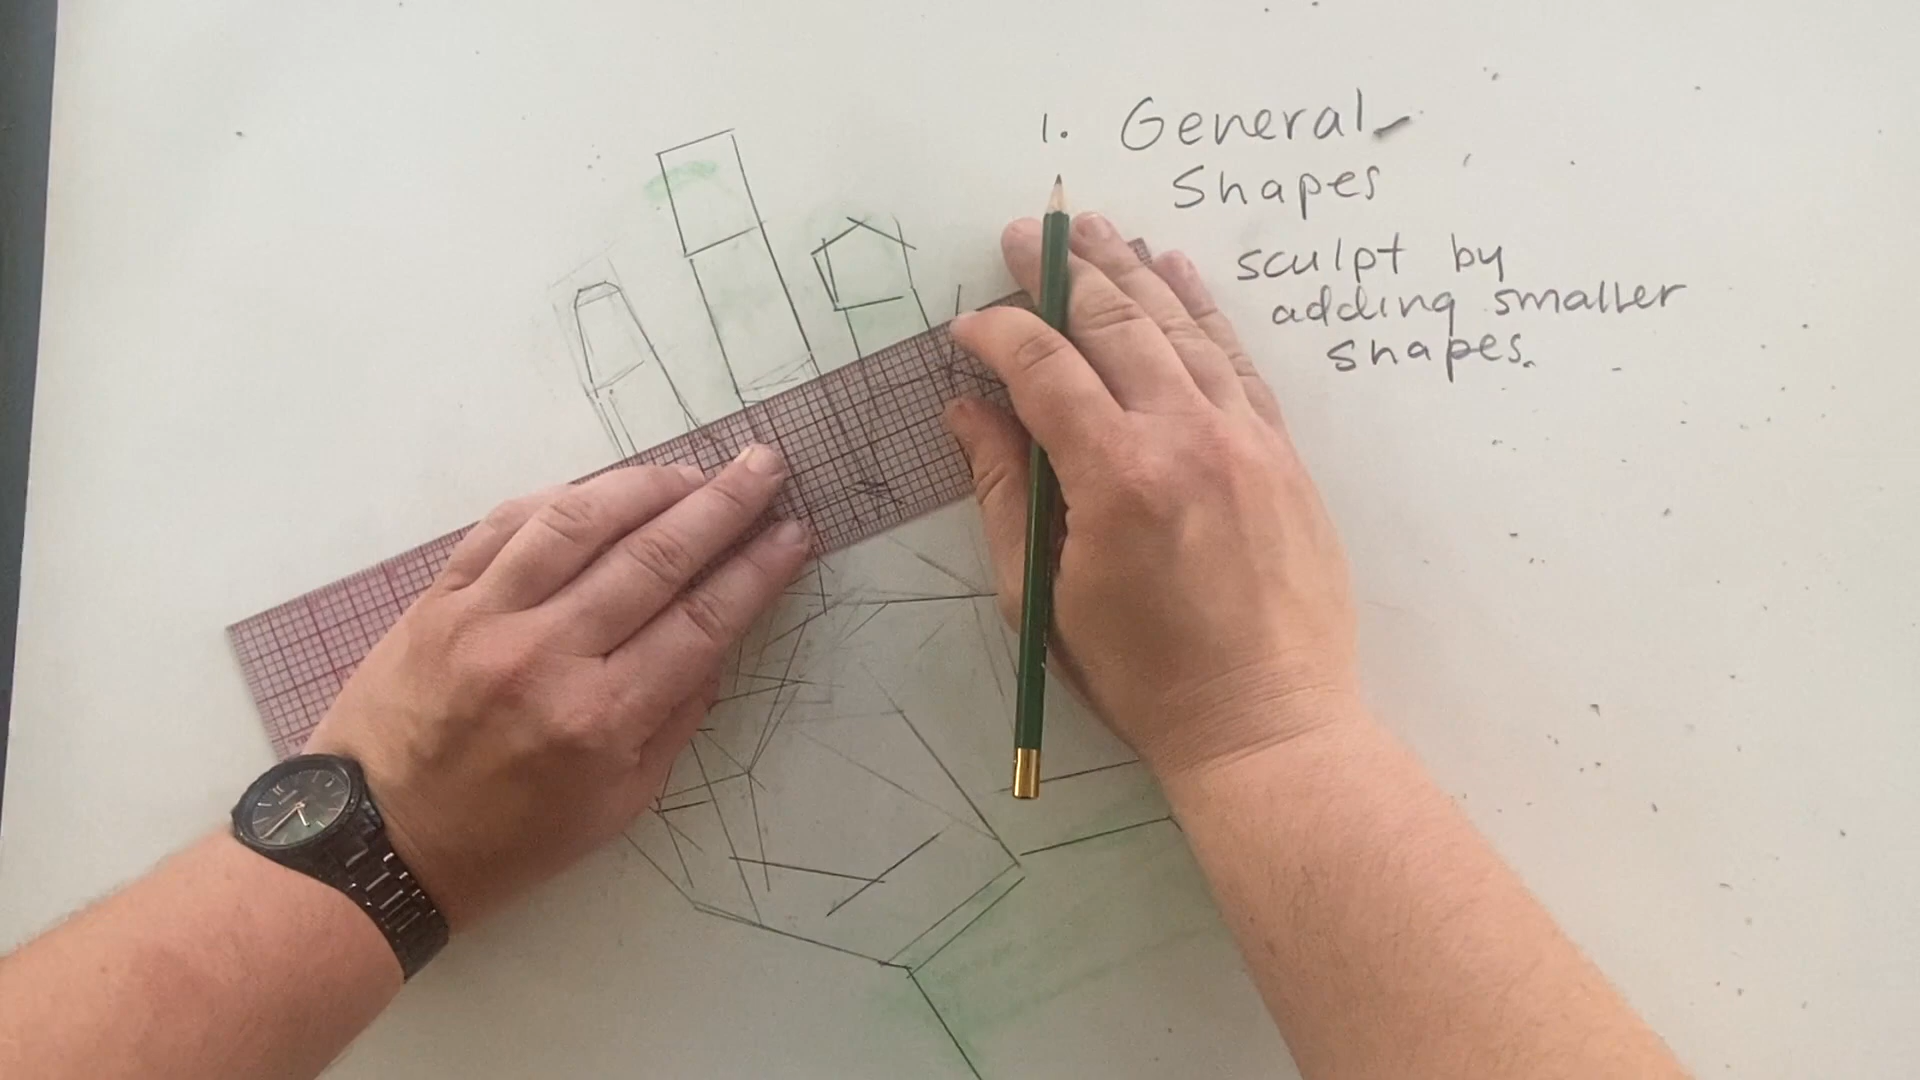 1. General
Shapes
sculpt by
adding smaller
shapes.